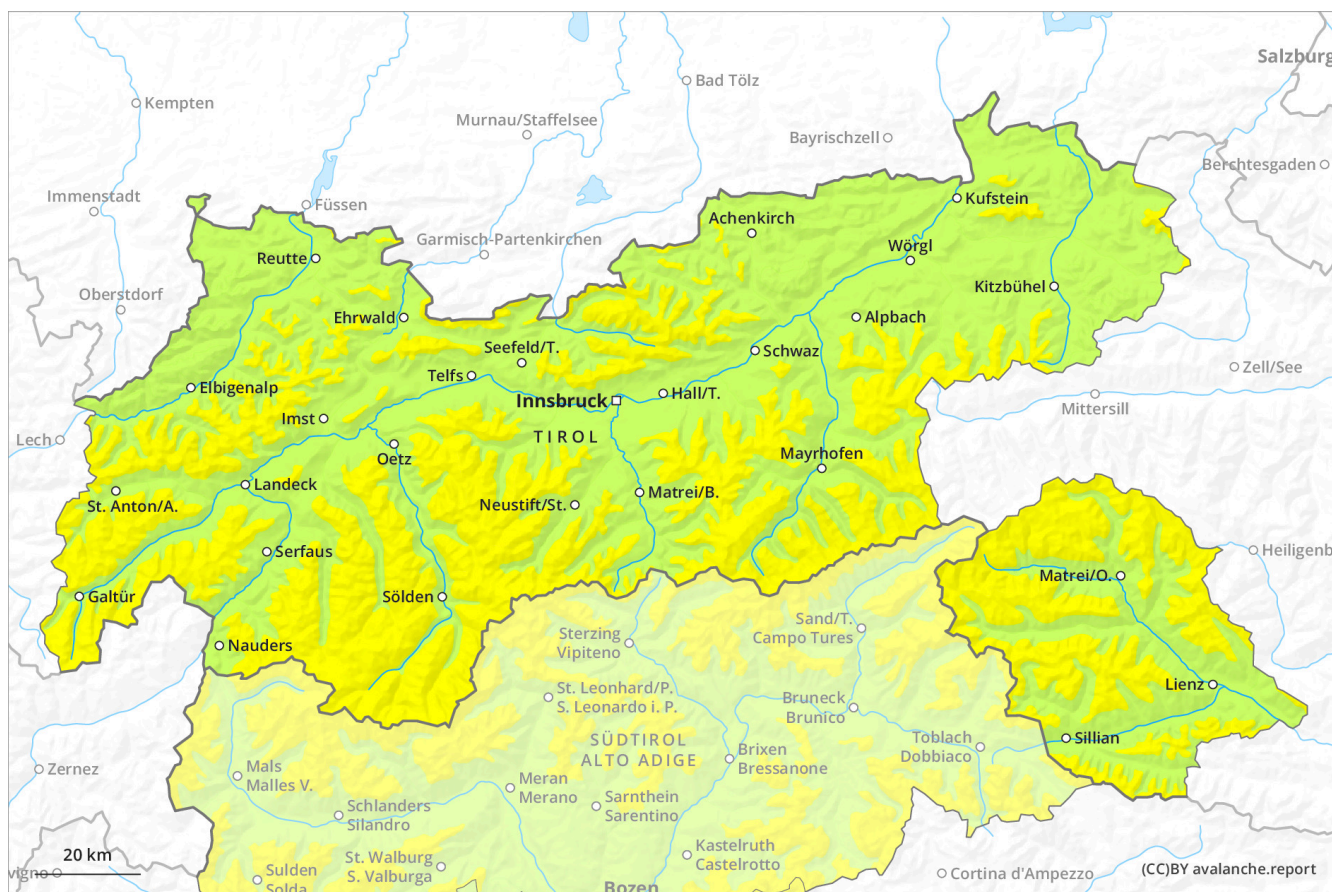 Salzburg
Bad Tölz
Kempten
Murnau/Staffelsee
Bayrischzell
Berchtesgaden
Immenstadt
Füssen
Kufstein
Achenkirch
Garmisch-Partenkirchen
Wörgl
Reutte
Kitzbühel
Oberstdorf
Ehrwald
Alpbach
Seefeld/T.
Schwaz
Zell/See
Telfs
Elbigenalp
Hall/T.
Innsbruck
Mittersill
Imst
TIROL
Lech
Mayrhofen
Oetz
Landeck
Matrei/B.
St. Anton/A.
Neustift/St.
Serfaus
Heiligenb
Matrei/O.
Galtür
Sölden
Sand/T.
Campo Tures
Sterzing
Vipiteno
Nauders
Lienz
St. Leonhard/P.
S. Leonardo i. P.
Bruneck
Brunico
Sillian
SÜDTIROL
ALTO ADIGE
Toblach
Dobbiaco
Brixen
Bressanone
Zernez
Mals
Malles V.
Meran
Merano
Sarnthein
Sarentino
Schlanders
Silandro
20 km
Kastelruth
Castelrotto
St. Walburg
S. Valburga
vigno
Sulden
Solda
Cortina d'Ampezzo
(CC)BY avalanche.report
Bozen